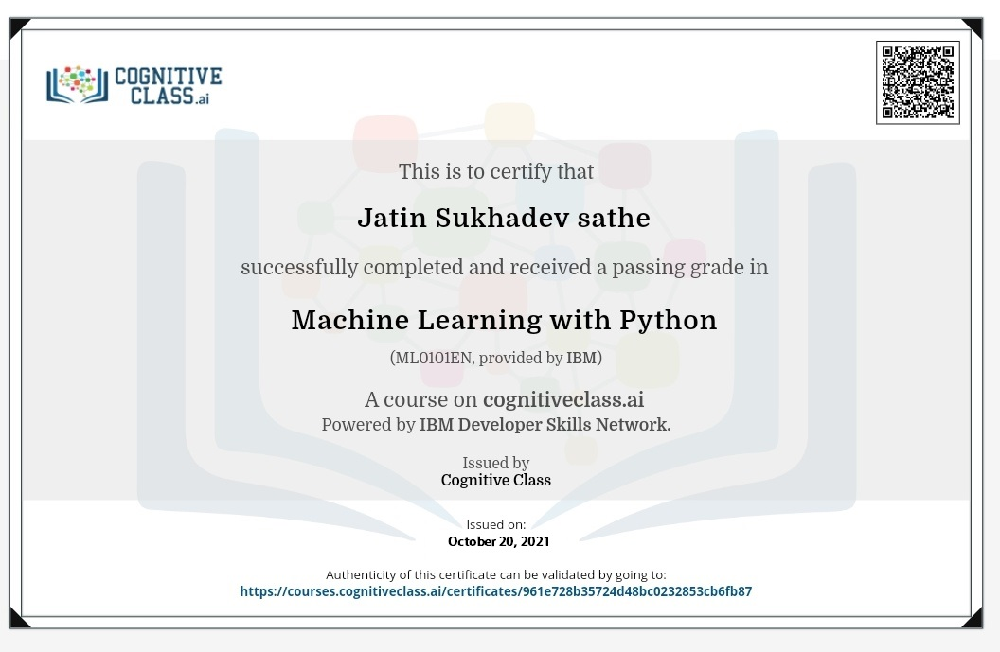 COGNITIVE
CLASS.ai
This is to certify that
Jatin Sukhadev sathe
successfully completed and received a passing grade in
Machine Learning with Python
(ML0101EN, provided by IBM)
A course on cognitiveclass.ai
Powered by IBM Developer Skills Network.
Issued by
Cognitive Class
Issued on:
October 20, 2021
Authenticity of this certificate can be validated by going to:
https://courses.cognitiveclass.ai/certificates/961e728b35724d48bc0232853cb6fb87